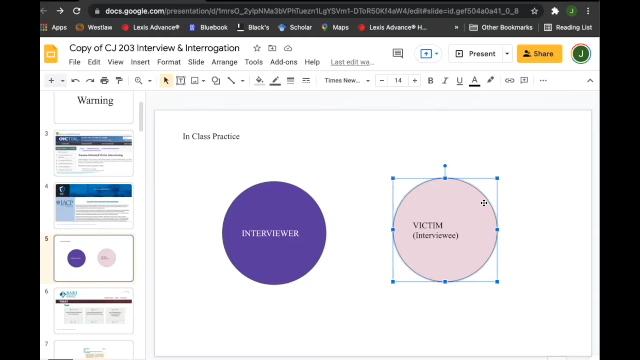 docs.google.com/presentation/d/1mrsO_2ylpNMa3bVPhTuezn1LgYSVm1-DToR50Kf4aW4/edit#slide=id.gef504a0a41_0_8
Westlaw
Lexis Advance®:...
Bluebook
Black's
Scholar
Maps
Lexis Advance®:...
Other Bookmarks
Reading List
Copy of CJ 203 Interview & Interrogation
File Edit View Insert Format Slide Arrange Tools Add-ons Help Last edit wa...
Present
Share
J
Times New...
14
B I U A
Warning
3
4
IACP
5
6
7
In Class Practice
INTERVIEWER
VICTIM
(Interviewee)